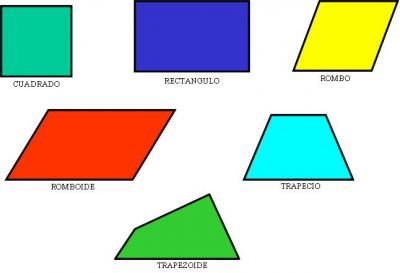 CUADRADO
RECTANGULO
ROMBO
ROMBOIDE
TRAPECIO
TRAPEZOIDE